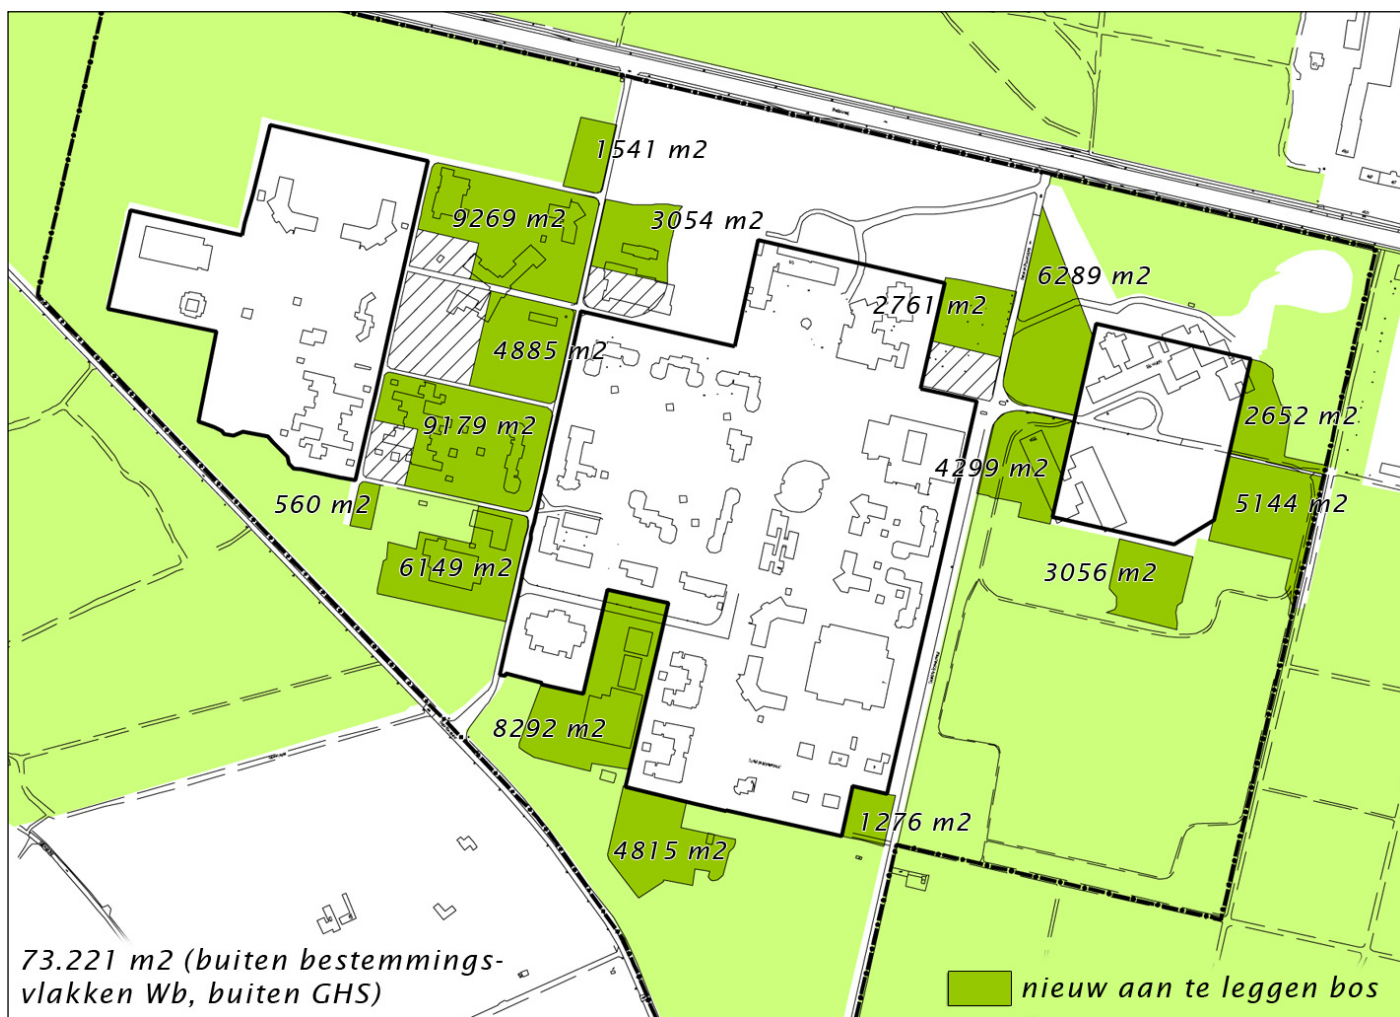 1541 m2
9269 m2
3054 m2
6289 m2
2761 m2
4885 m2
2652 m2
9179 m2
4299 m2
560 m2
5144 m2
6149 m2
3056 m2
8292 m2
1276 m2
4815 m2
73.221 m2 (buiten bestemmings-
vlakken Wb, buiten GHS)
nieuw aan te leggen bos